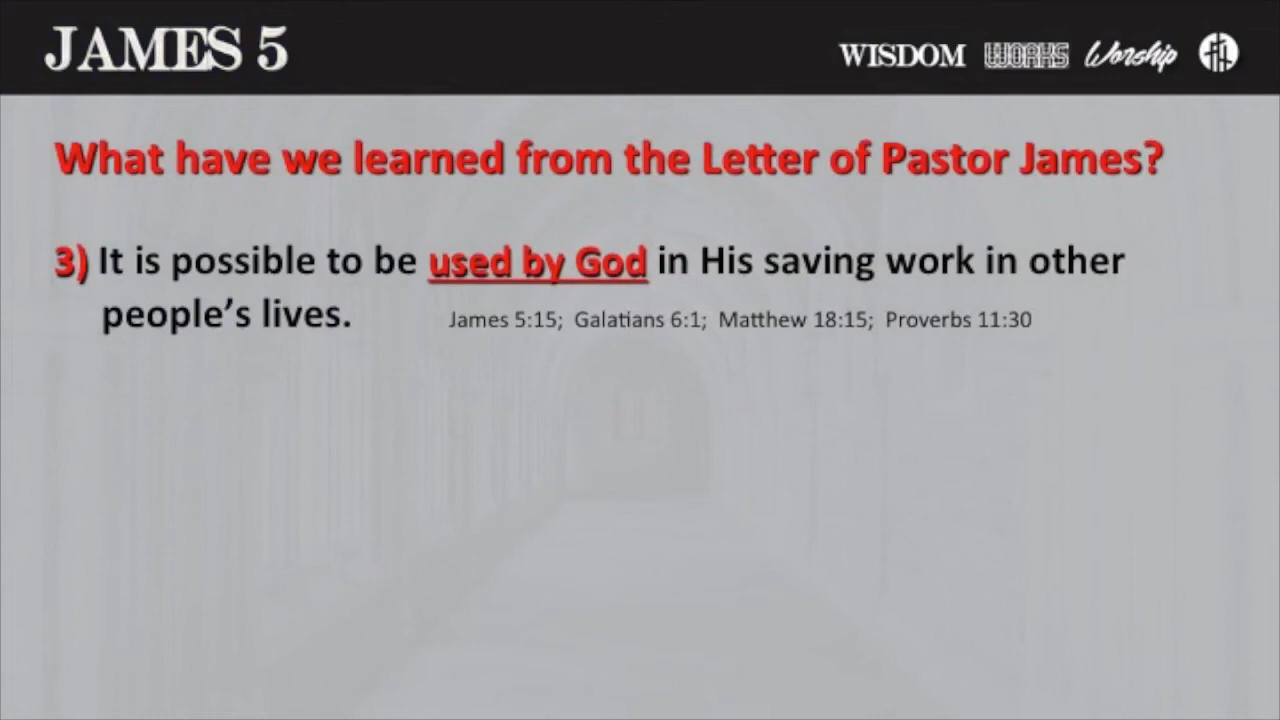 JAMES 5
WISDOM WORKS Worship
What have we learned from the Letter of Pastor James?
3) It is possible to be used by God in His saving work in other
people’s lives. James 5:15; Galatians 6:1; Matthew 18:15; Proverbs 11:30